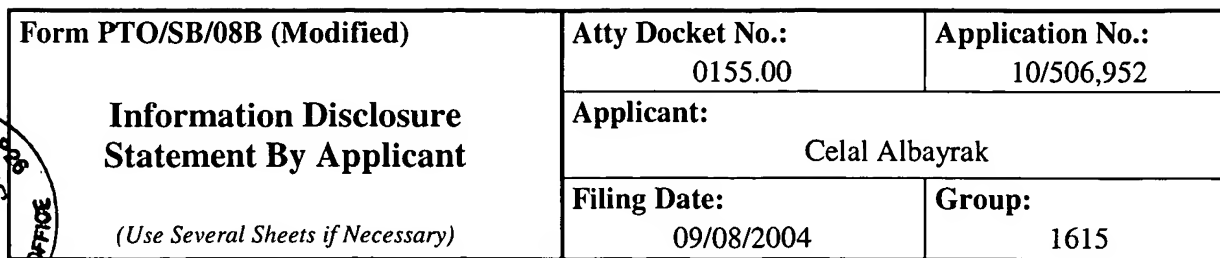 Form PTO/SB/08B (Modified)
Information Disclosure
Statement By Applicant
(Use Several Sheets if Necessary)
Atty Docket No.:
0155.00
Application No.:
10/506,952
Applicant:
Celal Albayrak
Filing Date:
09/08/2004
Group:
1615
OFFICE